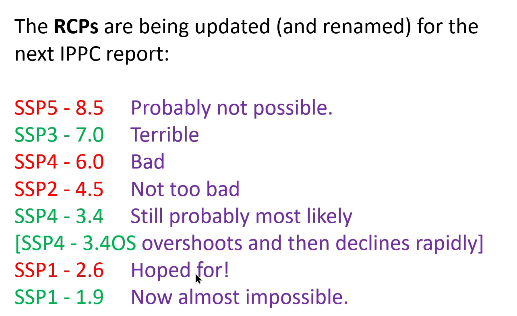 The RCPs are being updated (and renamed) for the
next IPPC report:
SSP5 - 8.5 Probably not possible.
SSP3 - 7.0 Terrible
SSP4 - 6.0 Bad
SSP2 - 4.5 Not too bad
SSP4 - 3.4 Still probably most likely
[SSP4 - 3.4OS overshoots and then declines rapidly]
SSP1 - 2.6 Hoped for!
SSP1 - 1.9 Now almost impossible.